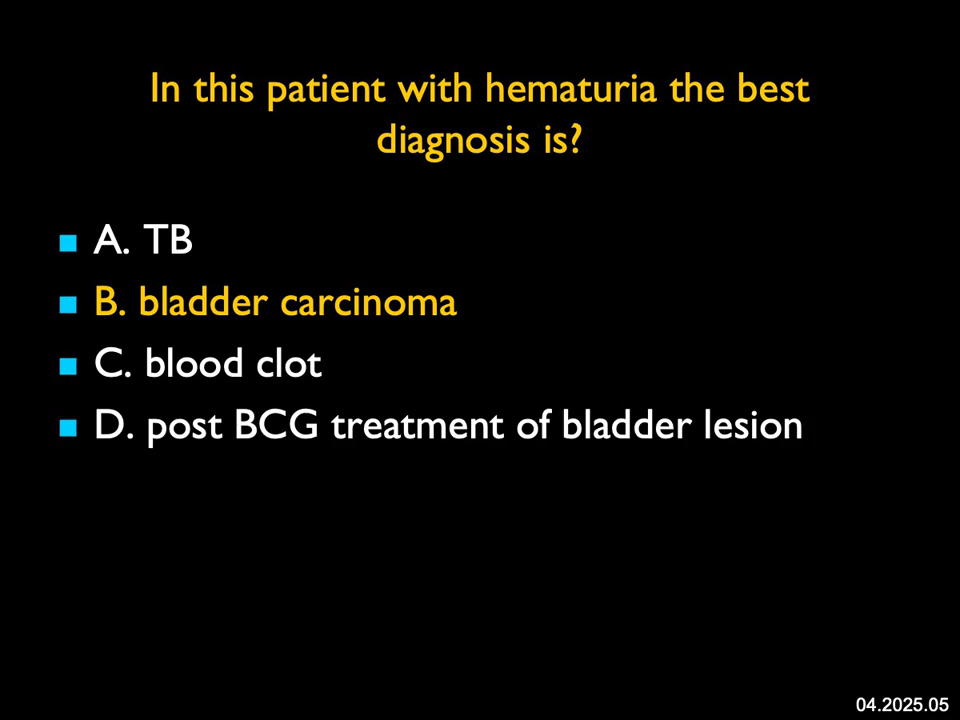 In this patient with hematuria the best
diagnosis is?
A. TB
B. bladder carcinoma
C. blood clot
D. post BCG treatment of bladder lesion
04.2025.05